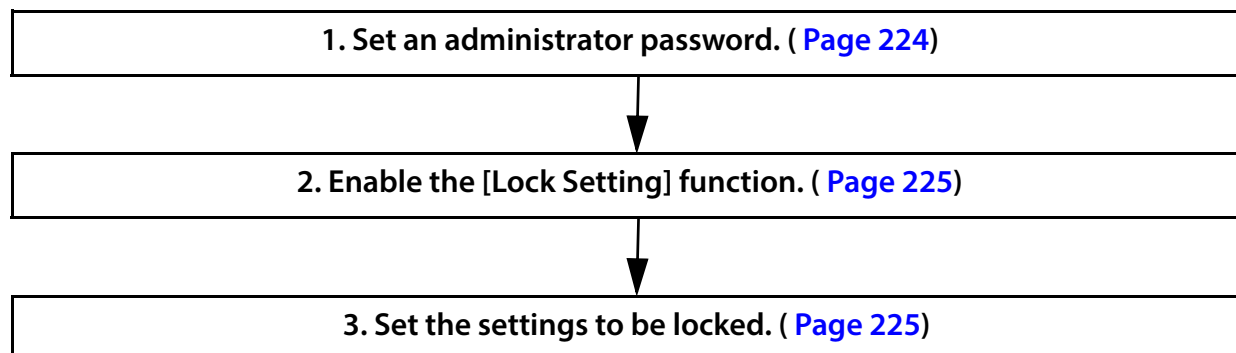 1. Set an administrator password. ( Page 224)
2. Enable the [Lock Setting] function. ( Page 225)
3. Set the settings to be locked. ( Page 225)